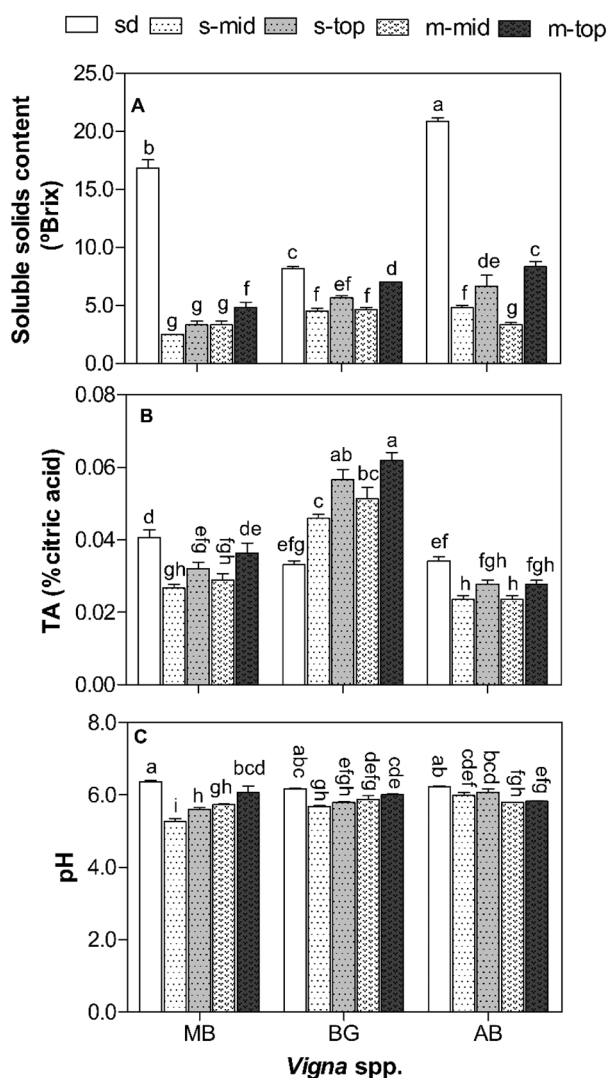 sd s-mid s-top m-mid m-top
Soluble solids content
(ºBrix)
25.0
20.0
15.0
10.0
5.0
0.0
A
b g g g f
c f ef f d
a f de g c
TA (% citric acid)
0.08
0.06
0.04
0.02
0.00
B
d gh efg fgh de
efg c ab bc a
ef h fgh h fgh
pH
8.0
6.0
4.0
2.0
0.0
C
a i h gh bcd
abc gh efgh defg cde
ab cdef bcd fgh efg
MB BG AB
Vigna spp.